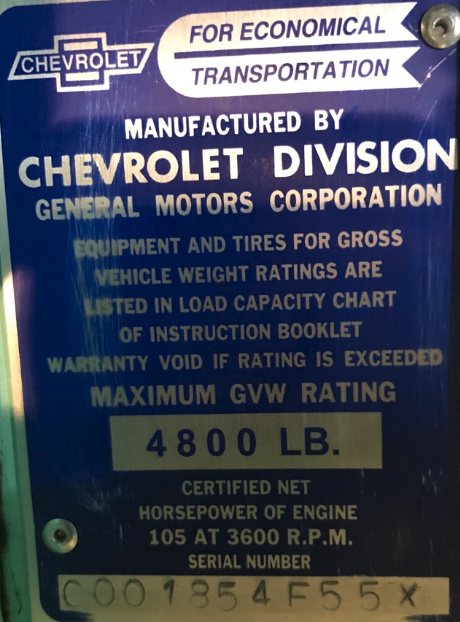 CHEVROLET
FOR ECONOMICAL
TRANSPORTATION
MANUFACTURED BY
CHEVROLET DIVISION
GENERAL MOTORS CORPORATION
EQUIPMENT AND TIRES FOR GROSS
VEHICLE WEIGHT RATINGS ARE
LISTED IN LOAD CAPACITY CHART
OF INSTRUCTION BOOKLET
WARRANTY VOID IF RATING IS EXCEEDED
MAXIMUM GVW RATING
4800 LB.
CERTIFIED NET
HORSEPOWER OF ENGINE
105 AT 3600 R.P.M.
SERIAL NUMBER
C001854F55X